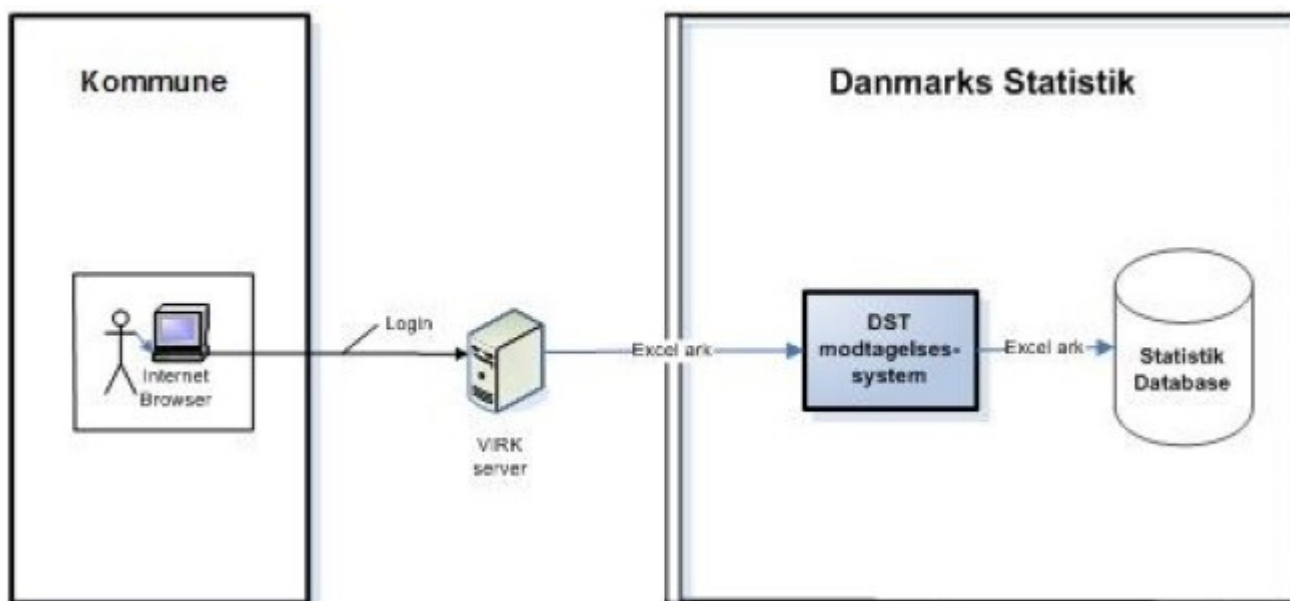 Kommune
Danmarks Statistik
Login
Internet
Browser
VIRK
server
Excel ark
DST
modtagelses-
system
Excel ark
Statistik
Database